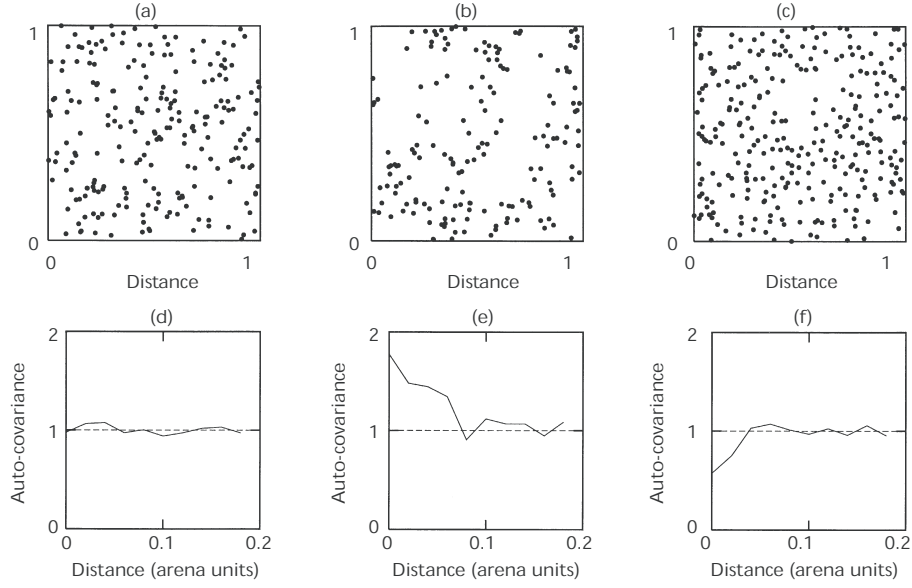 (a) (b) (c)
1 1 1
0 0 0
0 1 0 1 0 1
Distance Distance Distance
(d) (e) (f)
2 2 2
Auto-covariance Auto-covariance Auto-covariance
1 1 1
0 0 0
0 0.1 0.2 0 0.1 0.2 0 0.1 0.2
Distance (arena units) Distance (arena units) Distance (arena units)